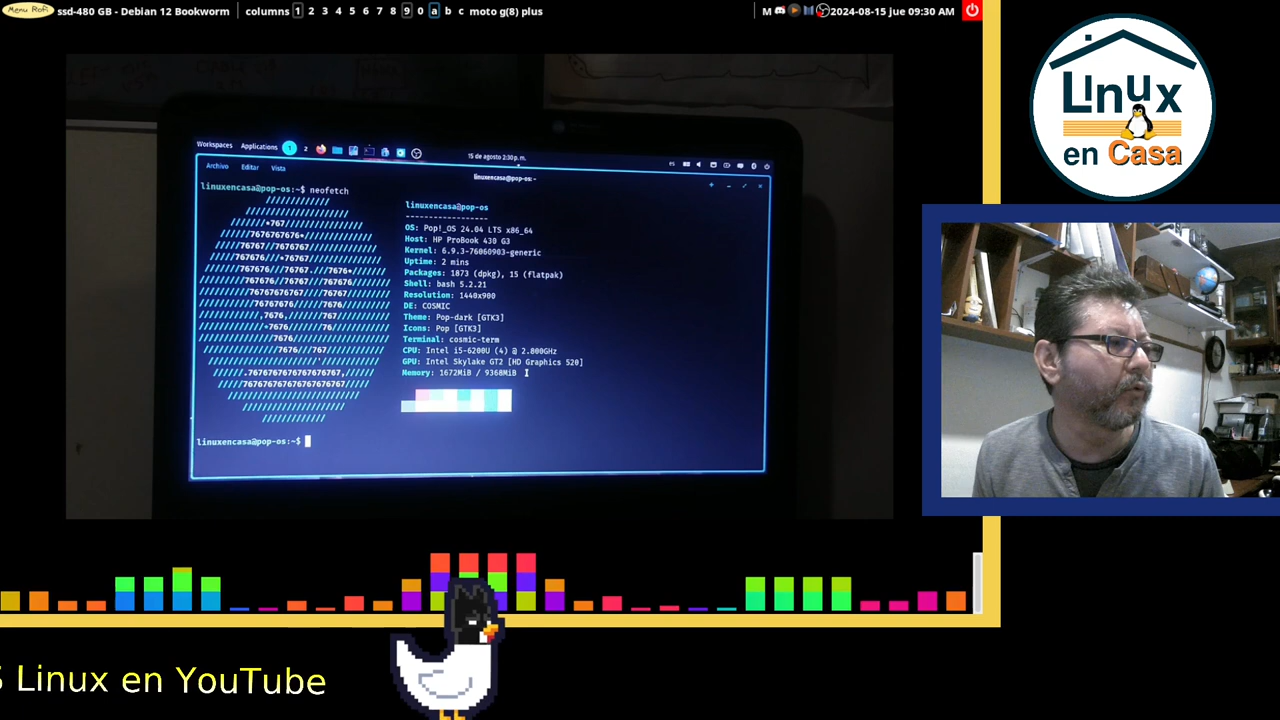 Menu Rofi
ssd-480 GB - Debian 12 Bookworm
columns 1 2 3 4 5 6 7 8 9 0 a b c moto g(8) plus
M
2024-08-15 jue 09:30 AM
Linux
en Casa
Workspaces Applications 1 2
15 de agosto 2:30 p. m.
es
Archivo Editar Vista
linuxencasa@pop-os:~
linuxencasa@pop-os:~$ neofetch
linuxencasa@pop-os
------------------
OS: Pop!_OS 24.04 LTS x86_64
Host: HP ProBook 430 G3
Kernel: 6.9.3-76060903-generic
Uptime: 2 mins
Packages: 1873 (dpkg), 15 (flatpak)
Shell: bash 5.2.21
Resolution: 1440x900
DE: COSMIC
Theme: Pop-dark [GTK3]
Icons: Pop [GTK3]
Terminal: cosmic-term
CPU: Intel i5-6200U (4) @ 2.800GHz
GPU: Intel Skylake GT2 [HD Graphics 520]
Memory: 1672MiB / 9368MiB
linuxencasa@pop-os:~$
Linux en YouTube